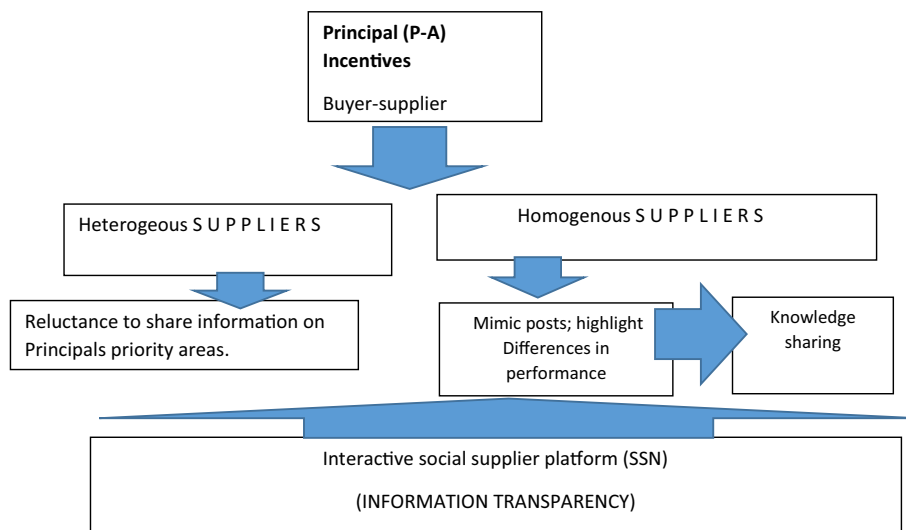 Principal (P-A)
Incentives
Buyer-supplier
Heterogeous S U P P L I E R S
Homogenous S U P P L I E R S
Reluctance to share information on
Principals priority areas.
Mimic posts; highlight
Differences in
performance
Knowledge
sharing
Interactive social supplier platform (SSN)
(INFORMATION TRANSPARENCY)